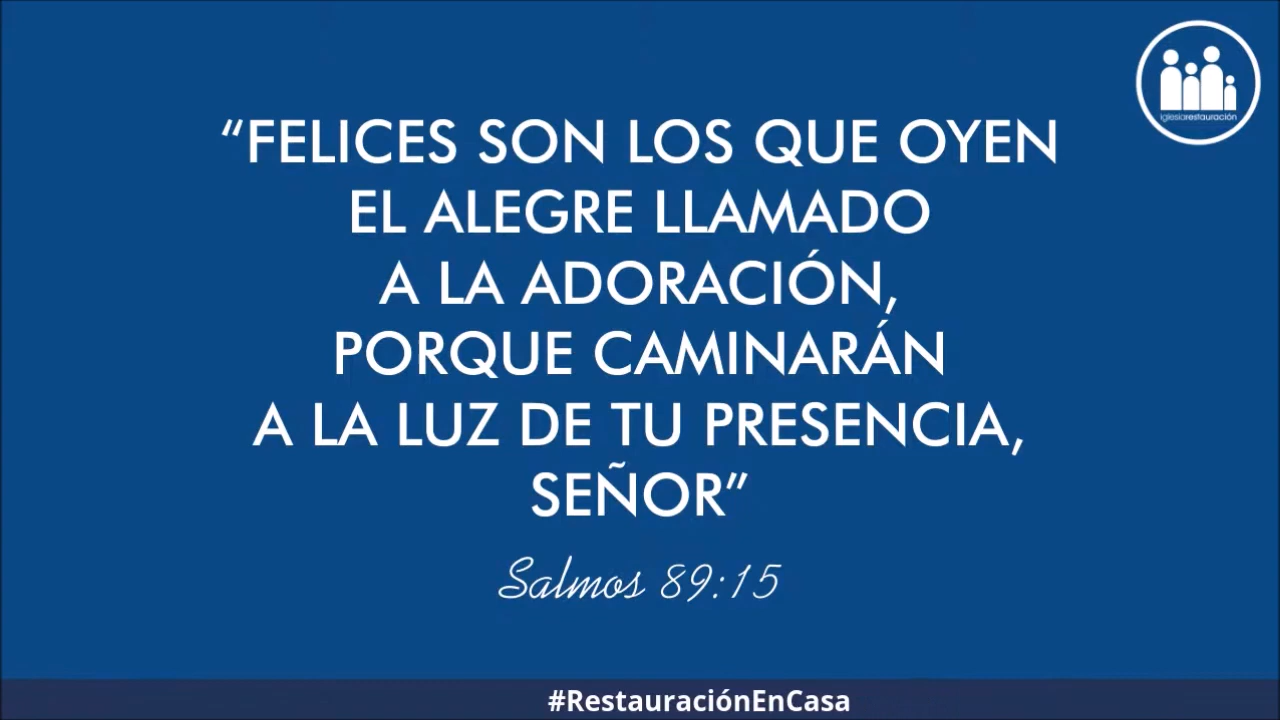 iglesiarestauración
“FELICES SON LOS QUE OYEN
EL ALEGRE LLAMADO
A LA ADORACIÓN,
PORQUE CAMINARÁN
A LA LUZ DE TU PRESENCIA,
SEÑOR”
Salmos 89:15
#RestauraciónEnCasa